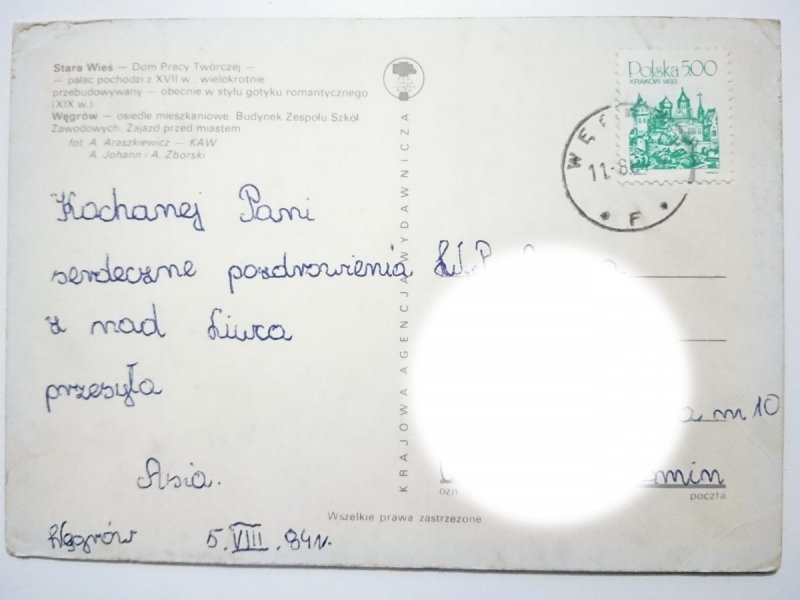 Stara Wieś — Dom Pracy Twórczej —
— pałac pochodzi z XVII w., wielokrotnie
przebudowywany — obecnie w stylu gotyku romantycznego
(XIX w.)
Węgrów — osiedle mieszkaniowe. Budynek Zespołu Szkół
Zawodowych. Zajazd przed miastem
fot. A. Araszkiewicz — KAW
A. Johann i A. Zborski
Kochanej Pani
serdeczne pozdrowienia
z nad Liwca
przesyła
Asia.
Węgrów 5.VIII.84r.
KRAJOWA AGENCJA WYDAWNICZA
Wszelkie prawa zastrzeżone
Polska 5.00
KRAKÓW 1493
11.-8
F
m 10
poczta